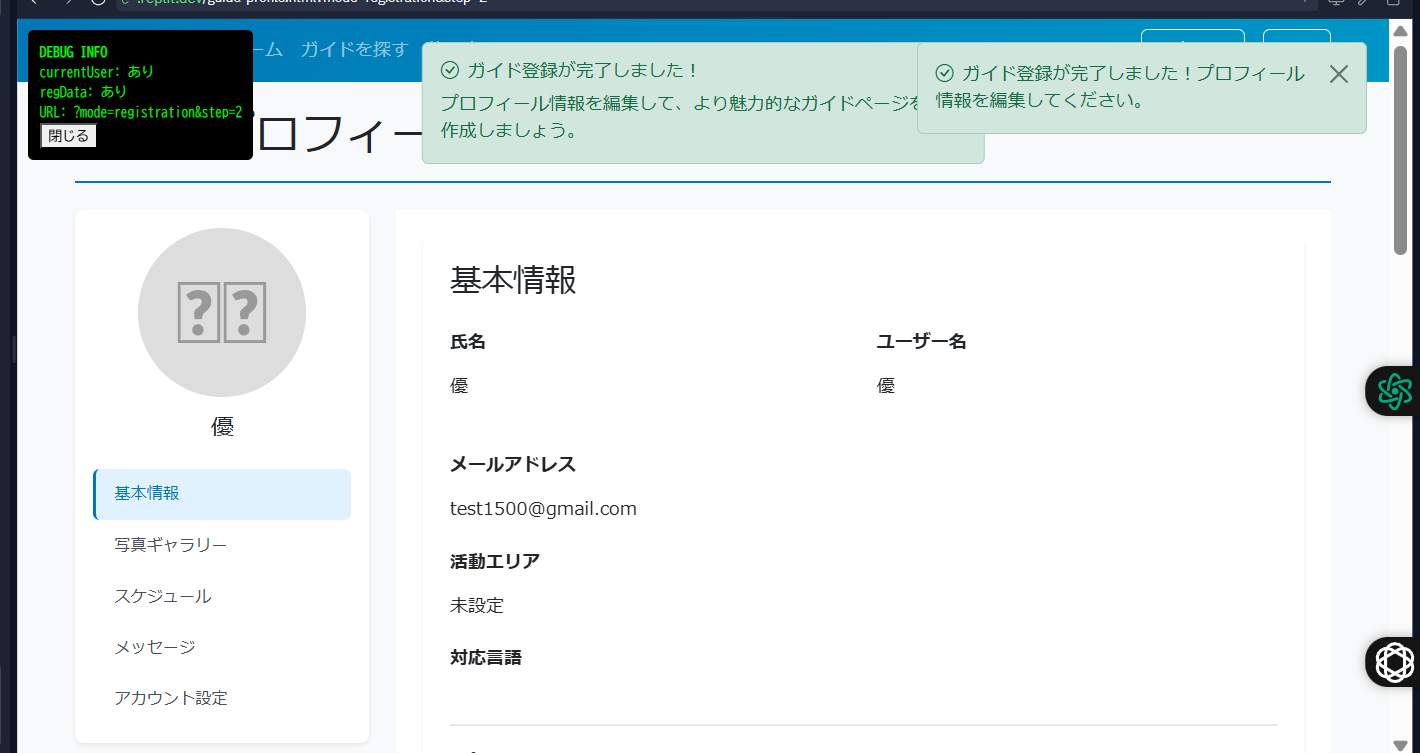 DEBUG INFO
currentUser: あり
regData: あり
URL: ?mode=registration&step=2
閉じる
ーム ガイドを探す
ガイド登録が完了しました！
プロフィール情報を編集して、より魅力的なガイドページを
作成しましょう。
ガイド登録が完了しました！プロフィール
情報を編集してください。
ロフィー
優
基本情報
写真ギャラリー
スケジュール
メッセージ
アカウント設定
基本情報
氏名
優
ユーザー名
優
メールアドレス
test1500@gmail.com
活動エリア
未設定
対応言語